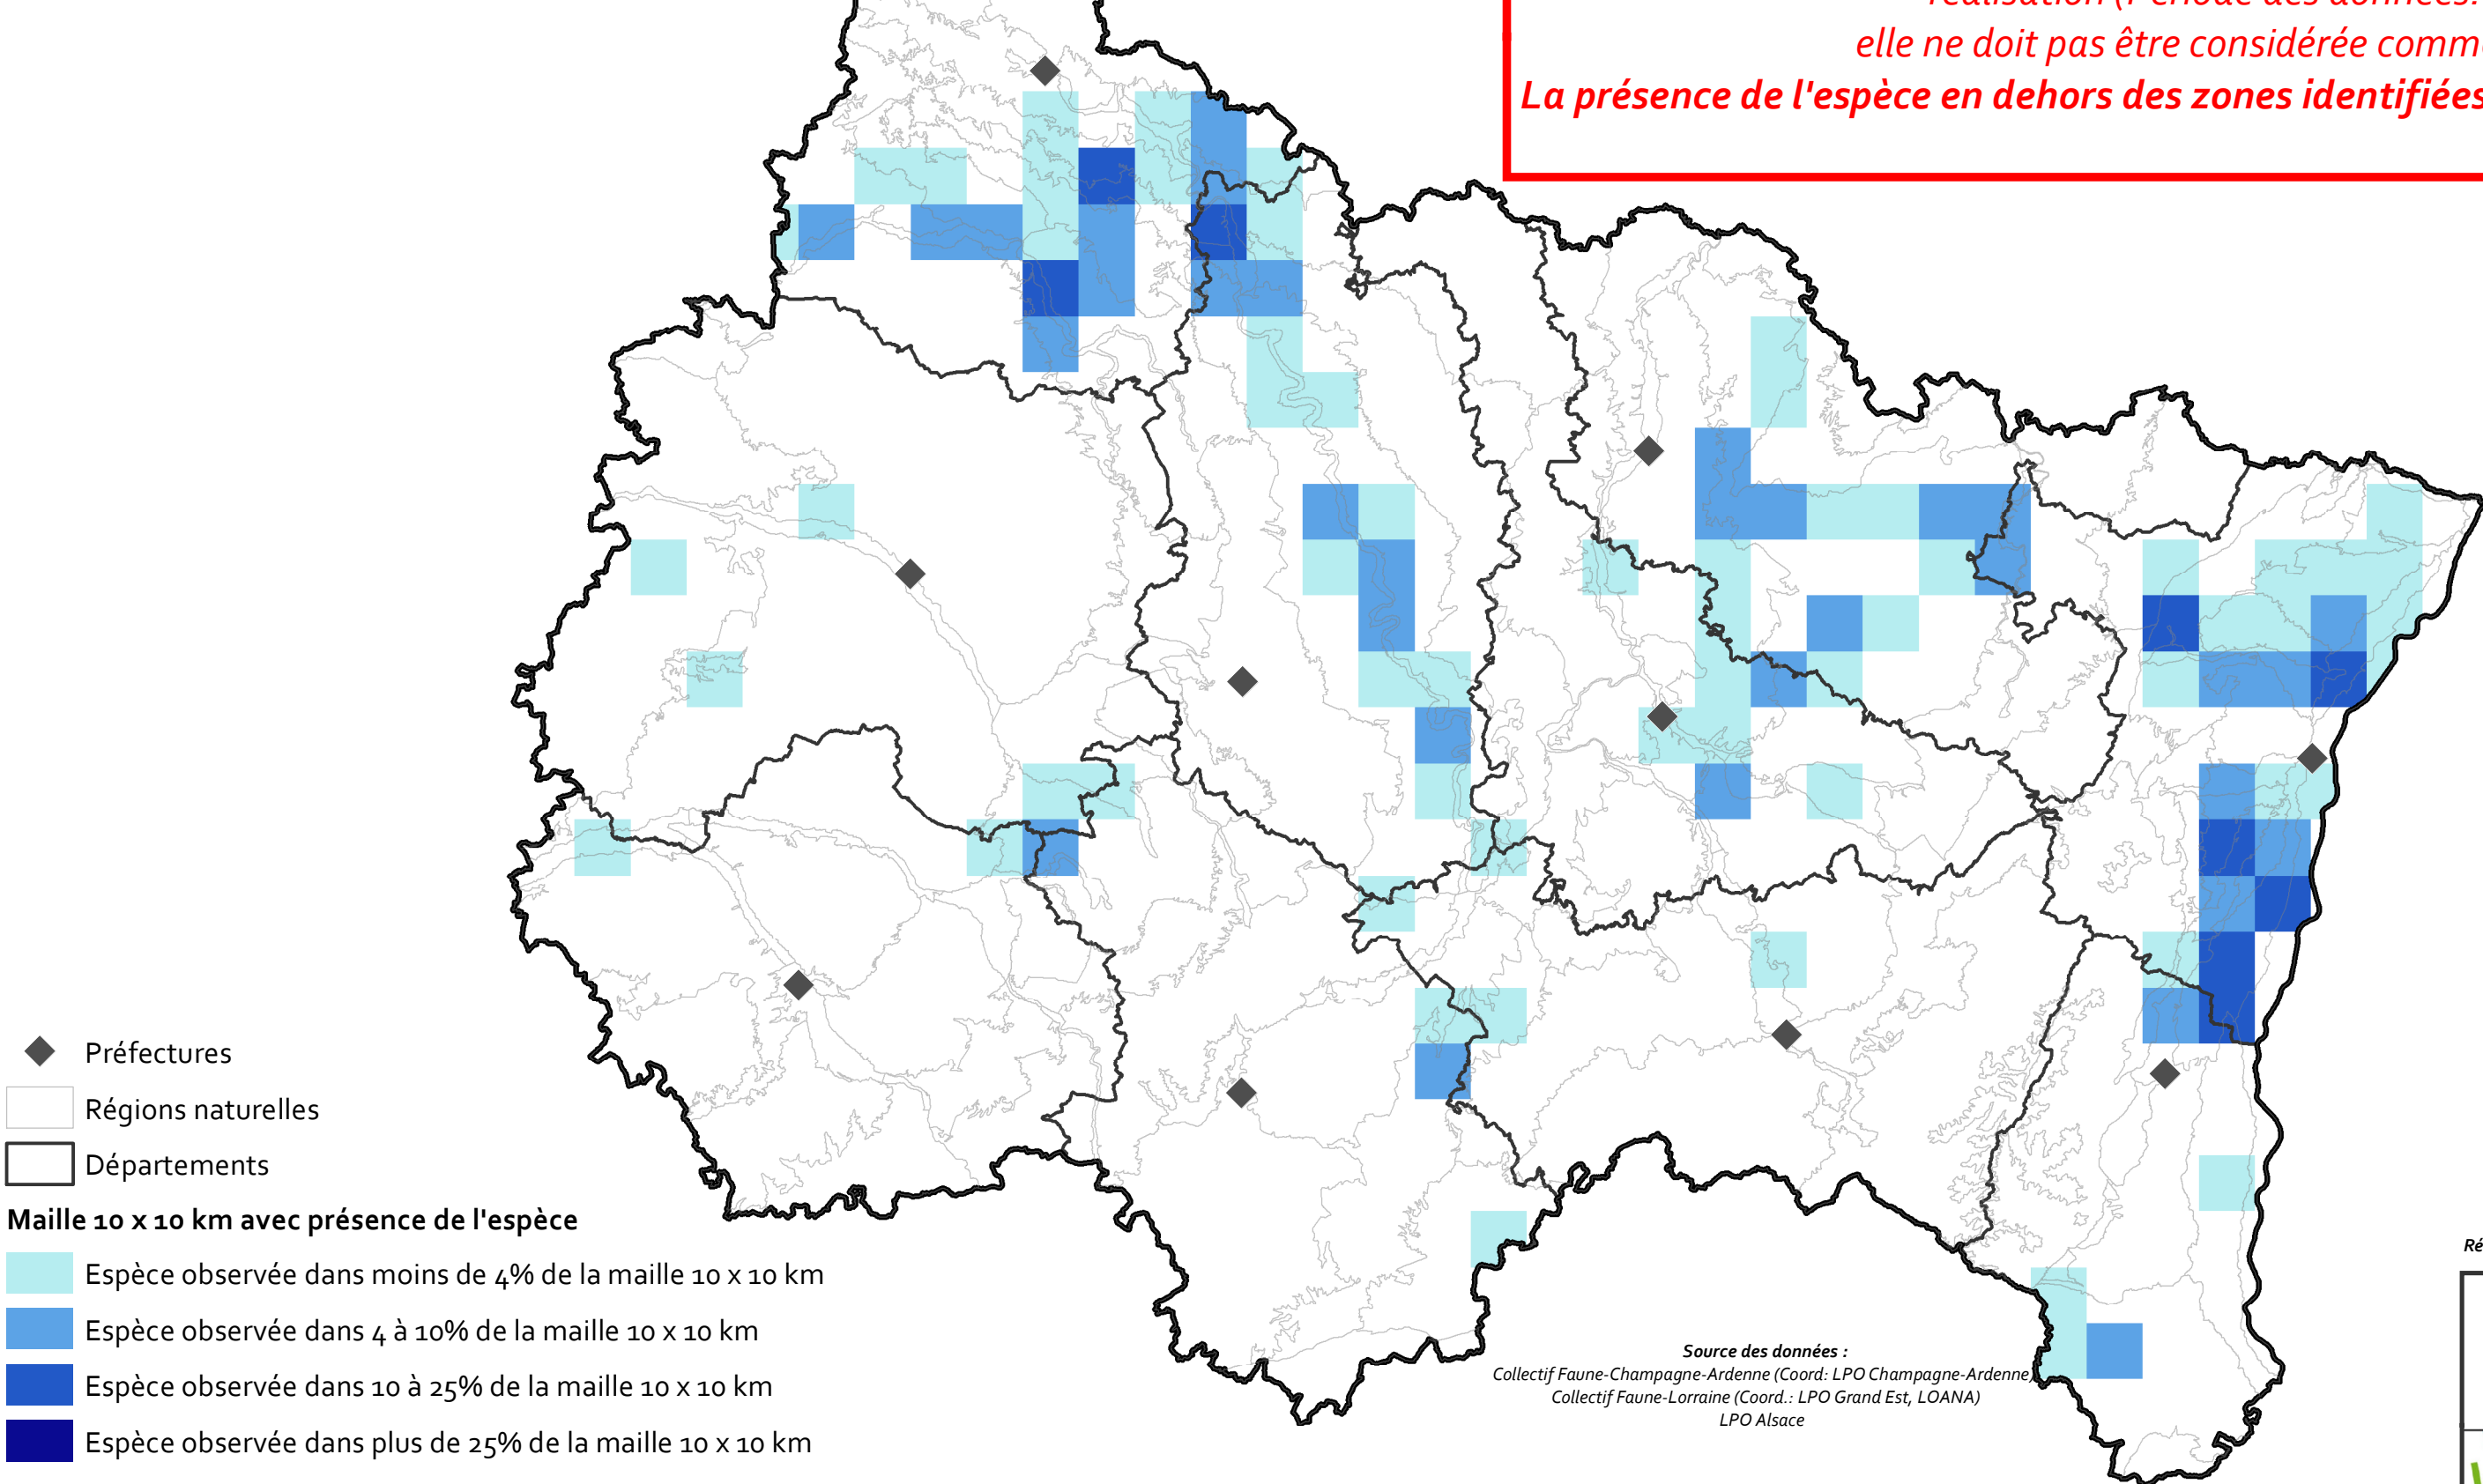 réalisation (Période des données:
elle ne doit pas être considérée comm
La présence de l'espèce en dehors des zones identifiées
Préfectures
Régions naturelles
Départements
Maille 10 x 10 km avec présence de l'espèce
Espèce observée dans moins de 4% de la maille 10 x 10 km
Espèce observée dans 4 à 10% de la maille 10 x 10 km
Espèce observée dans 10 à 25% de la maille 10 x 10 km
Espèce observée dans plus de 25% de la maille 10 x 10 km
Source des données :
Collectif Faune-Champagne-Ardenne (Coord: LPO Champagne-Ardenne)
Collectif Faune-Lorraine (Coord.: LPO Grand Est, LOANA)
LPO Alsace
Ré